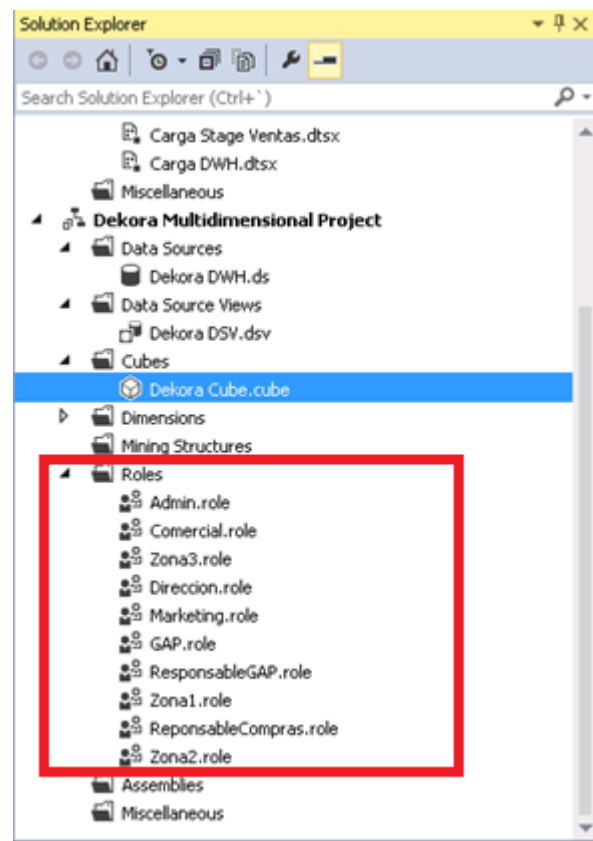 Solution Explorer
Search Solution Explorer (Ctrl+`)
Carga Stage Ventas.dtsx
Carga DWH.dtsx
Miscellaneous
Dekora Multidimensional Project
Data Sources
Dekora DWH.ds
Data Source Views
Dekora DSV.dsv
Cubes
Dekora Cube.cube
Dimensions
Mining Structures
Roles
Admin.role
Comercial.role
Zona3.role
Direccion.role
Marketing.role
GAP.role
ResponsableGAP.role
Zona1.role
ReponsableCompras.role
Zona2.role
Assemblies
Miscellaneous